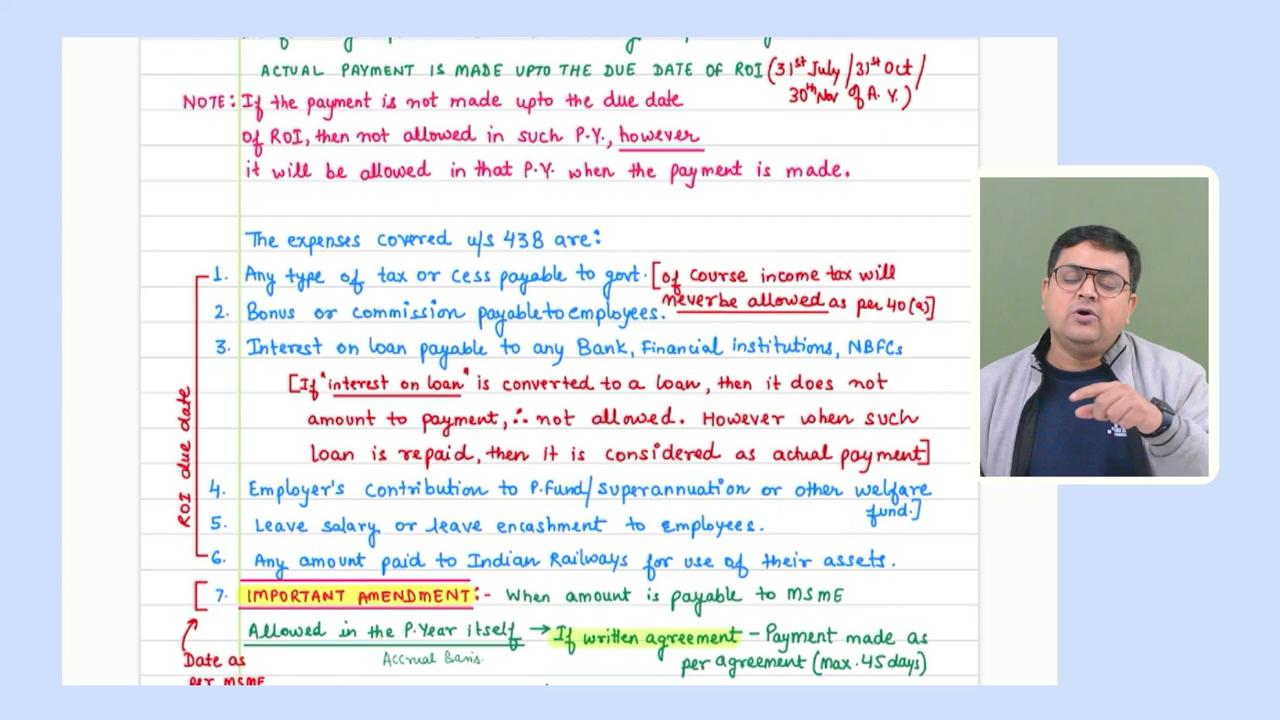 ACTUAL PAYMENT IS MADE UPTO THE DUE DATE OF ROI (31st July / 31st Oct /
30th Nov of A.Y.)
NOTE: If the payment is not made upto the due date
of ROI, then not allowed in such P.Y., however
it will be allowed in that P.Y. when the payment is made.
The expenses covered u/s 43B are:
1. Any type of tax or cess payable to govt. [of course income tax will
never be allowed as per 40(a)]
2. Bonus or commission payable to employees.
3. Interest on loan payable to any Bank, Financial institutions, NBFCs
[If "interest on loan" is converted to a loan, then it does not
amount to payment, ∴ not allowed. However when such
loan is repaid, then it is considered as actual payment]
4. Employer's contribution to P.Fund/Superannuation or other welfare
fund.]
5. Leave salary or leave encashment to employees.
6. Any amount paid to Indian Railways for use of their assets.
ROI due date
7. IMPORTANT AMENDMENT:- When amount is payable to MSME
Allowed in the P.Year itself → If written agreement - Payment made as
Accrual Basis. per agreement (Max. 45 days)
Date as
per MSME